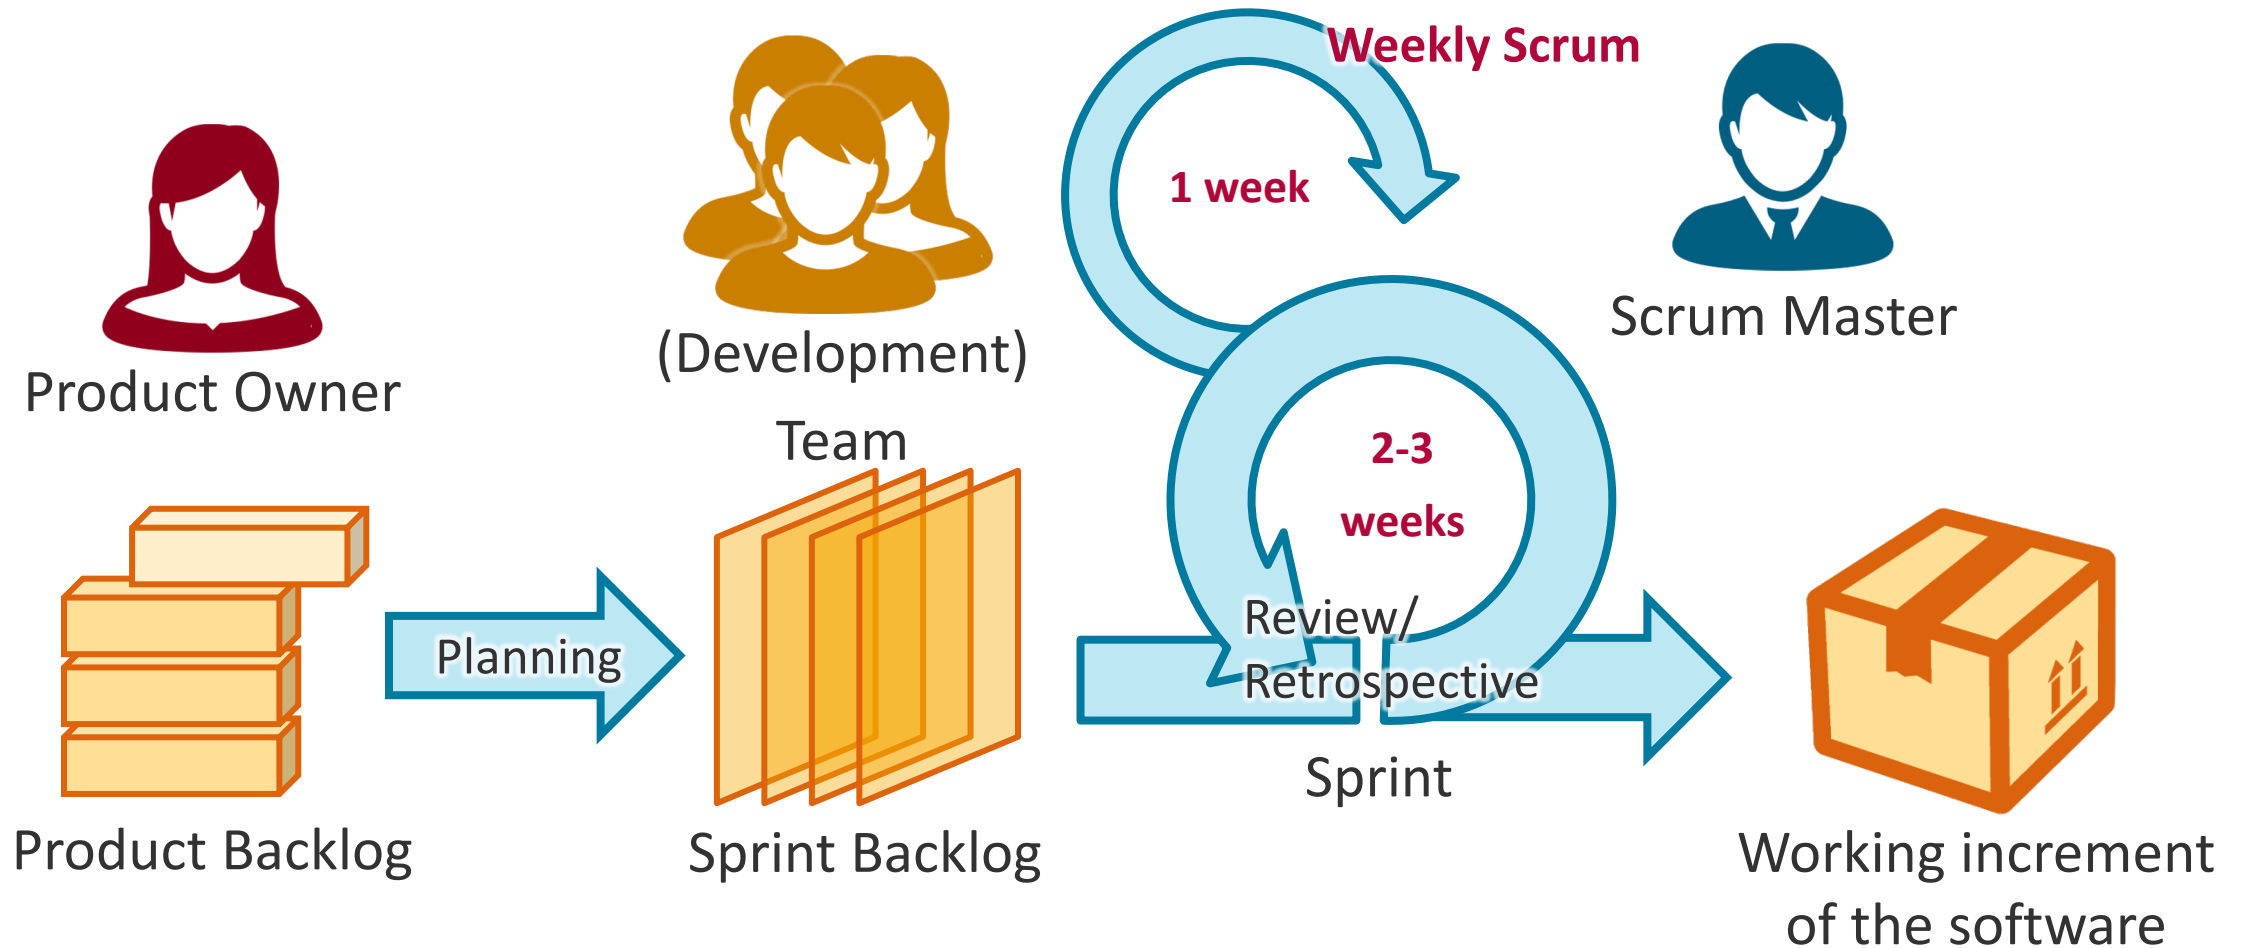 Weekly Scrum
1 week
Product Owner
(Development)
Team
Scrum Master
2-3
weeks
Planning
Review/
Retrospective
Sprint
Product Backlog
Sprint Backlog
Working increment
of the software